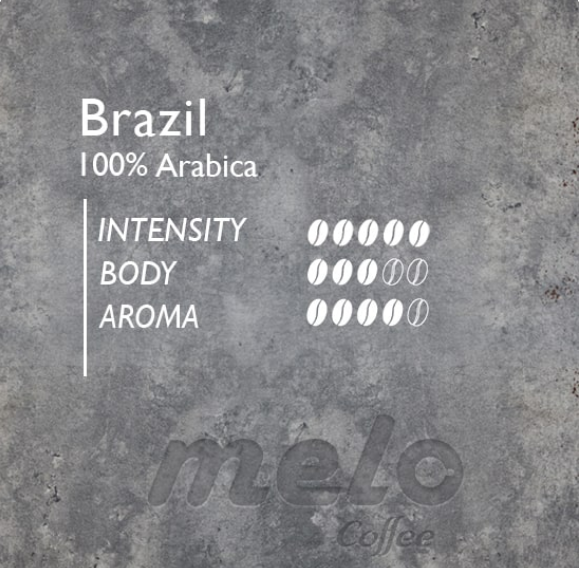 Brazil
100% Arabica
INTENSITY
BODY
AROMA
melo
Coffee